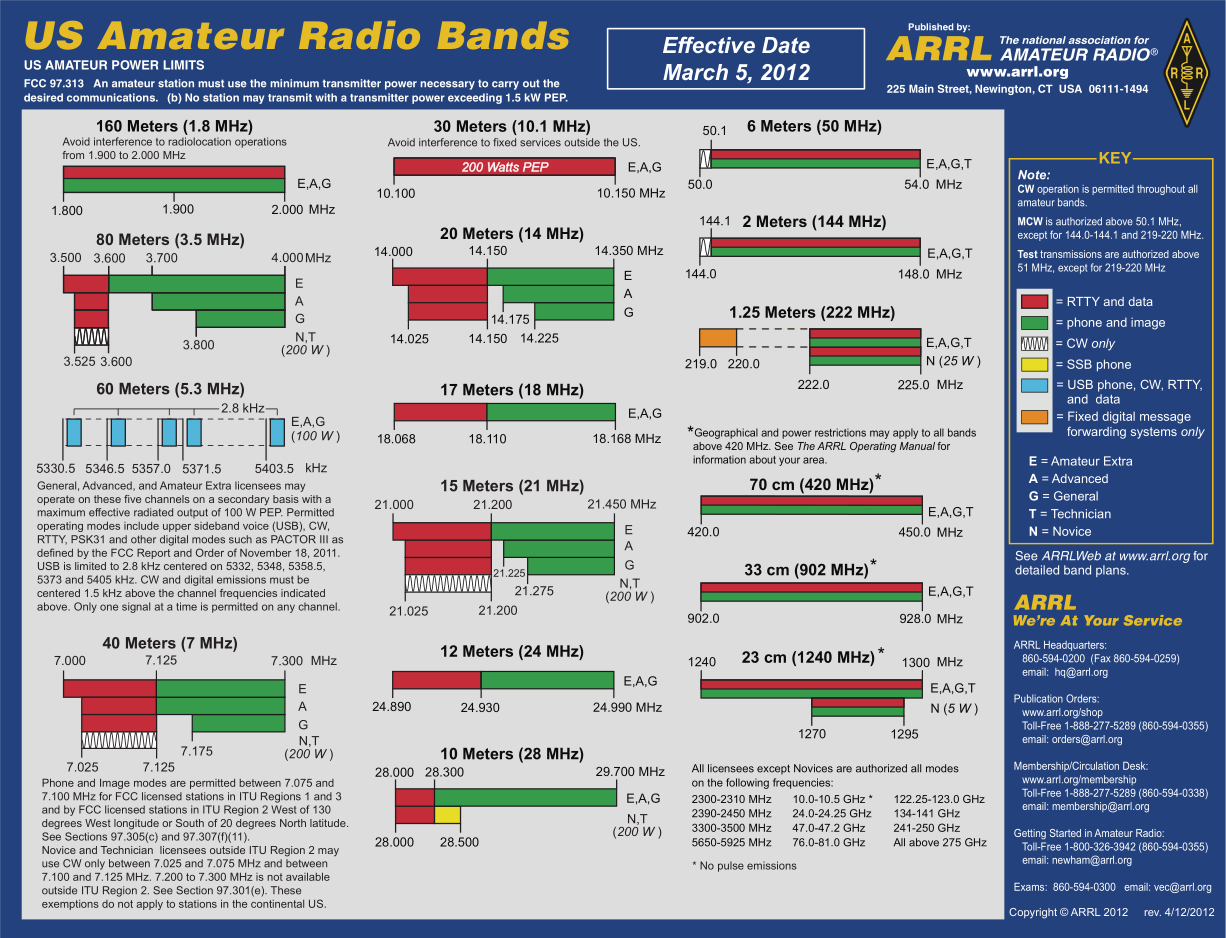 US Amateur Radio Bands
US AMATEUR POWER LIMITS
FCC 97.313 An amateur station must use the minimum transmitter power necessary to carry out the
desired communications. (b) No station may transmit with a transmitter power exceeding 1.5 kW PEP.
Effective Date
March 5, 2012
Published by:
ARRL The national association for
AMATEUR RADIO®
www.arrl.org
225 Main Street, Newington, CT USA 06111-1494
A
R R
L
160 Meters (1.8 MHz)
Avoid interference to radiolocation operations
from 1.900 to 2.000 MHz
E,A,G
1.800 1.900 2.000 MHz
80 Meters (3.5 MHz)
3.500 3.600 3.700 4.000 MHz
E
A
G
N,T
(200 W)
3.800
3.525 3.600
60 Meters (5.3 MHz)
2.8 kHz
E,A,G
(100 W)
5330.5 5346.5 5357.0 5371.5 5403.5 kHz
General, Advanced, and Amateur Extra licensees may
operate on these five channels on a secondary basis with a
maximum effective radiated output of 100 W PEP. Permitted
operating modes include upper sideband voice (USB), CW,
RTTY, PSK31 and other digital modes such as PACTOR III as
defined by the FCC Report and Order of November 18, 2011.
USB is limited to 2.8 kHz centered on 5332, 5348, 5358.5,
5373 and 5405 kHz. CW and digital emissions must be
centered 1.5 kHz above the channel frequencies indicated
above. Only one signal at a time is permitted on any channel.
40 Meters (7 MHz)
7.000 7.125 7.300 MHz
E
A
G
N,T
(200 W)
7.175
7.025 7.125
Phone and Image modes are permitted between 7.075 and
7.100 MHz for FCC licensed stations in ITU Regions 1 and 3
and by FCC licensed stations in ITU Region 2 West of 130
degrees West longitude or South of 20 degrees North latitude.
See Sections 97.305(c) and 97.307(f)(11).
Novice and Technician licensees outside ITU Region 2 may
use CW only between 7.025 and 7.075 MHz and between
7.100 and 7.125 MHz. 7.200 to 7.300 MHz is not available
outside ITU Region 2. See Section 97.301(e). These
exemptions do not apply to stations in the continental US.
30 Meters (10.1 MHz)
Avoid interference to fixed services outside the US.
200 Watts PEP
E,A,G
10.100 10.150 MHz
20 Meters (14 MHz)
14.000 14.150 14.350 MHz
E
A
G
14.175
14.025 14.150 14.225
17 Meters (18 MHz)
E,A,G
18.068 18.110 18.168 MHz
15 Meters (21 MHz)
21.000 21.200 21.450 MHz
E
A
G
21.225
N,T
(200 W)
21.275
21.025 21.200
12 Meters (24 MHz)
E,A,G
24.890 24.930 24.990 MHz
10 Meters (28 MHz)
28.000 28.300 29.700 MHz
E,A,G
N,T
(200 W)
28.000 28.500
6 Meters (50 MHz)
50.1
E,A,G,T
50.0 54.0 MHz
2 Meters (144 MHz)
144.1
E,A,G,T
144.0 148.0 MHz
1.25 Meters (222 MHz)
E,A,G,T
N (25 W)
219.0 220.0
222.0 225.0 MHz
*Geographical and power restrictions may apply to all bands
above 420 MHz. See The ARRL Operating Manual for
information about your area.
70 cm (420 MHz)*
E,A,G,T
420.0 450.0 MHz
33 cm (902 MHz)*
E,A,G,T
902.0 928.0 MHz
23 cm (1240 MHz)*
1240 1300 MHz
E,A,G,T
N (5 W)
1270 1295
All licensees except Novices are authorized all modes
on the following frequencies:
2300-2310 MHz 10.0-10.5 GHz * 122.25-123.0 GHz
2390-2450 MHz 24.0-24.25 GHz 134-141 GHz
3300-3500 MHz 47.0-47.2 GHz 241-250 GHz
5650-5925 MHz 76.0-81.0 GHz All above 275 GHz
* No pulse emissions
KEY
Note:
CW operation is permitted throughout all
amateur bands.
MCW is authorized above 50.1 MHz,
except for 144.0-144.1 and 219-220 MHz.
Test transmissions are authorized above
51 MHz, except for 219-220 MHz
= RTTY and data
= phone and image
= CW only
= SSB phone
= USB phone, CW, RTTY,
and data
= Fixed digital message
forwarding systems only
E = Amateur Extra
A = Advanced
G = General
T = Technician
N = Novice
See ARRLWeb at www.arrl.org for
detailed band plans.
ARRL
We're At Your Service
ARRL Headquarters:
860-594-0200 (Fax 860-594-0259)
email: hq@arrl.org
Publication Orders:
www.arrl.org/shop
Toll-Free 1-888-277-5289 (860-594-0355)
email: orders@arrl.org
Membership/Circulation Desk:
www.arrl.org/membership
Toll-Free 1-888-277-5289 (860-594-0338)
email: membership@arrl.org
Getting Started in Amateur Radio:
Toll-Free 1-800-326-3942 (860-594-0355)
email: newham@arrl.org
Exams: 860-594-0300 email: vec@arrl.org
Copyright © ARRL 2012 rev. 4/12/2012